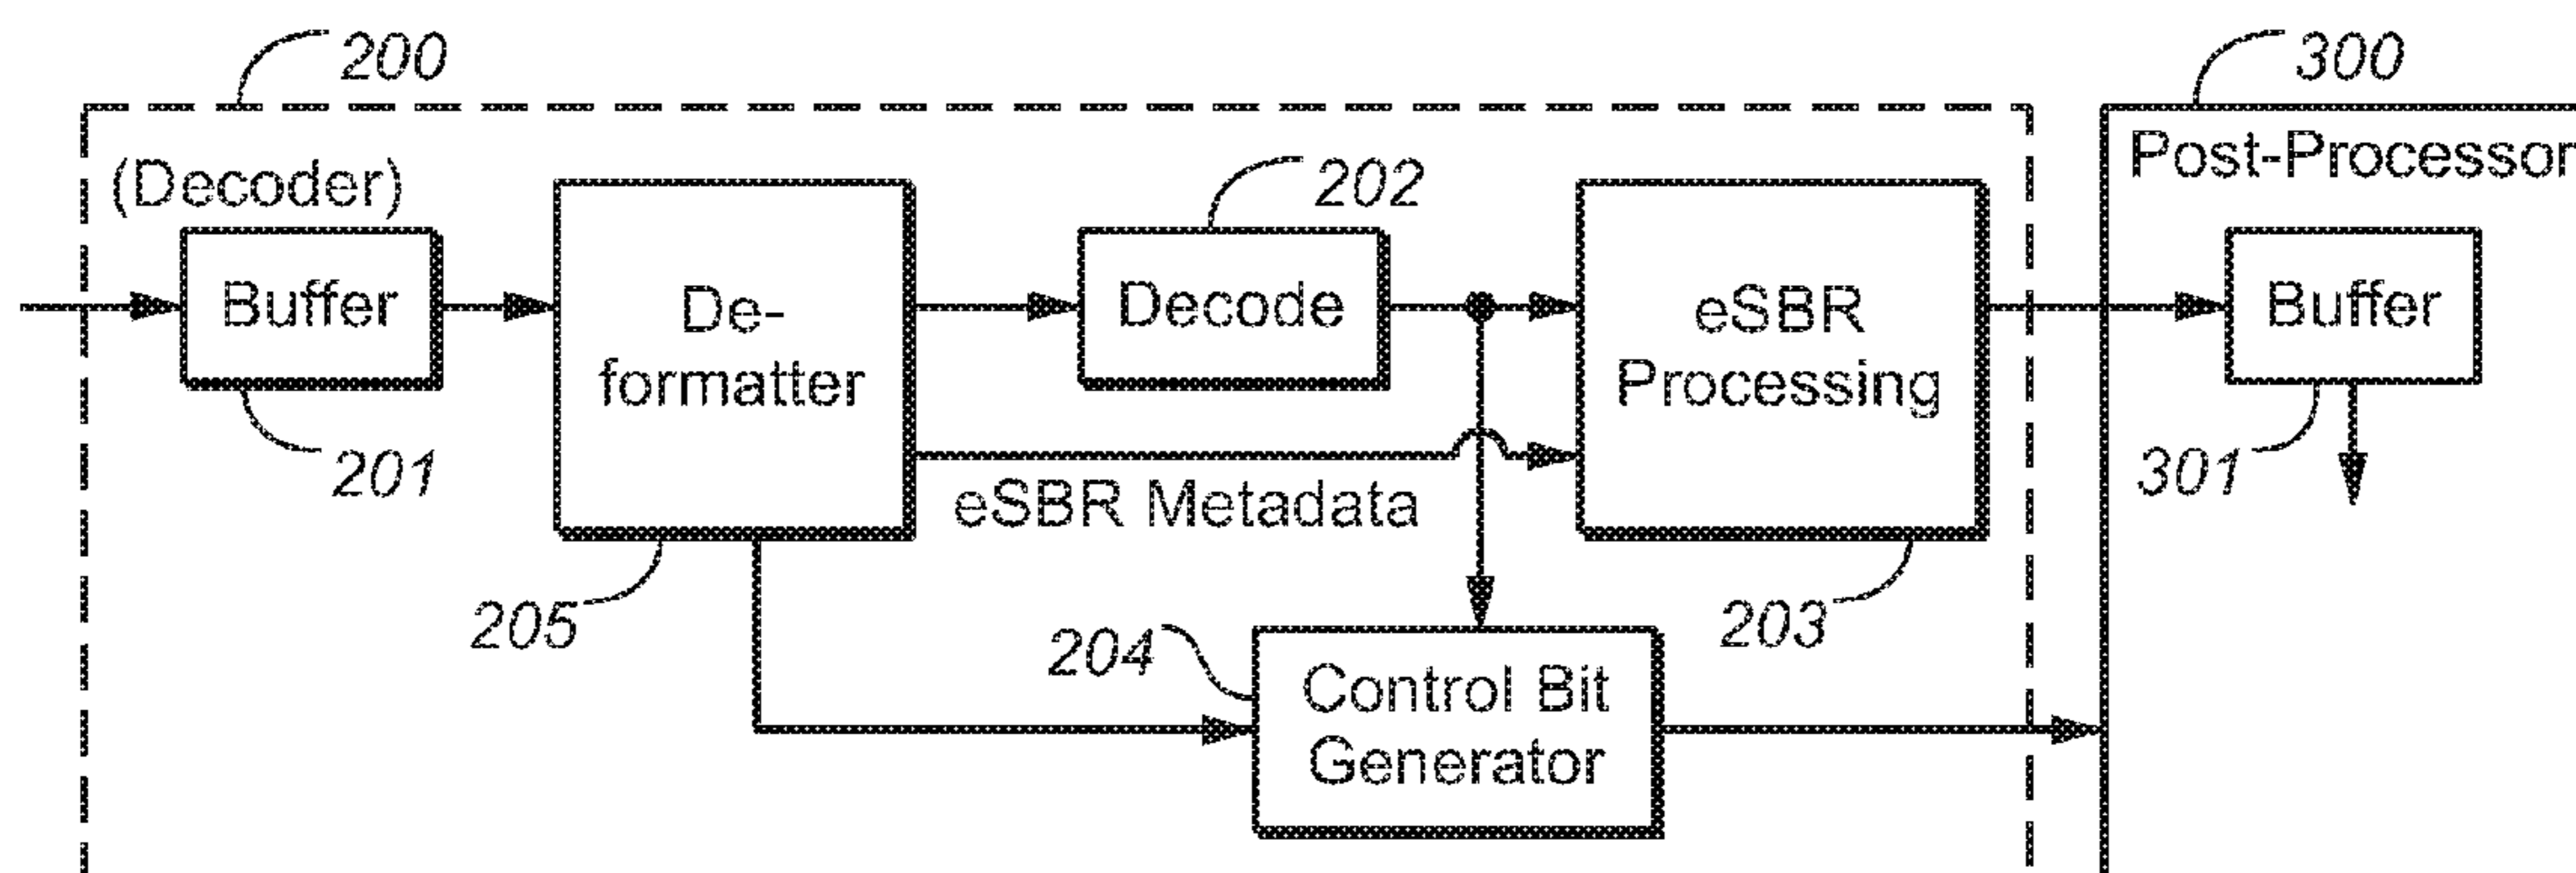 200
300
(Decoder)
Post-Processor
202
Buffer
De-
formatter
Decode
eSBR
Processing
Buffer
201
eSBR Metadata
301
205
204
203
Control Bit
Generator